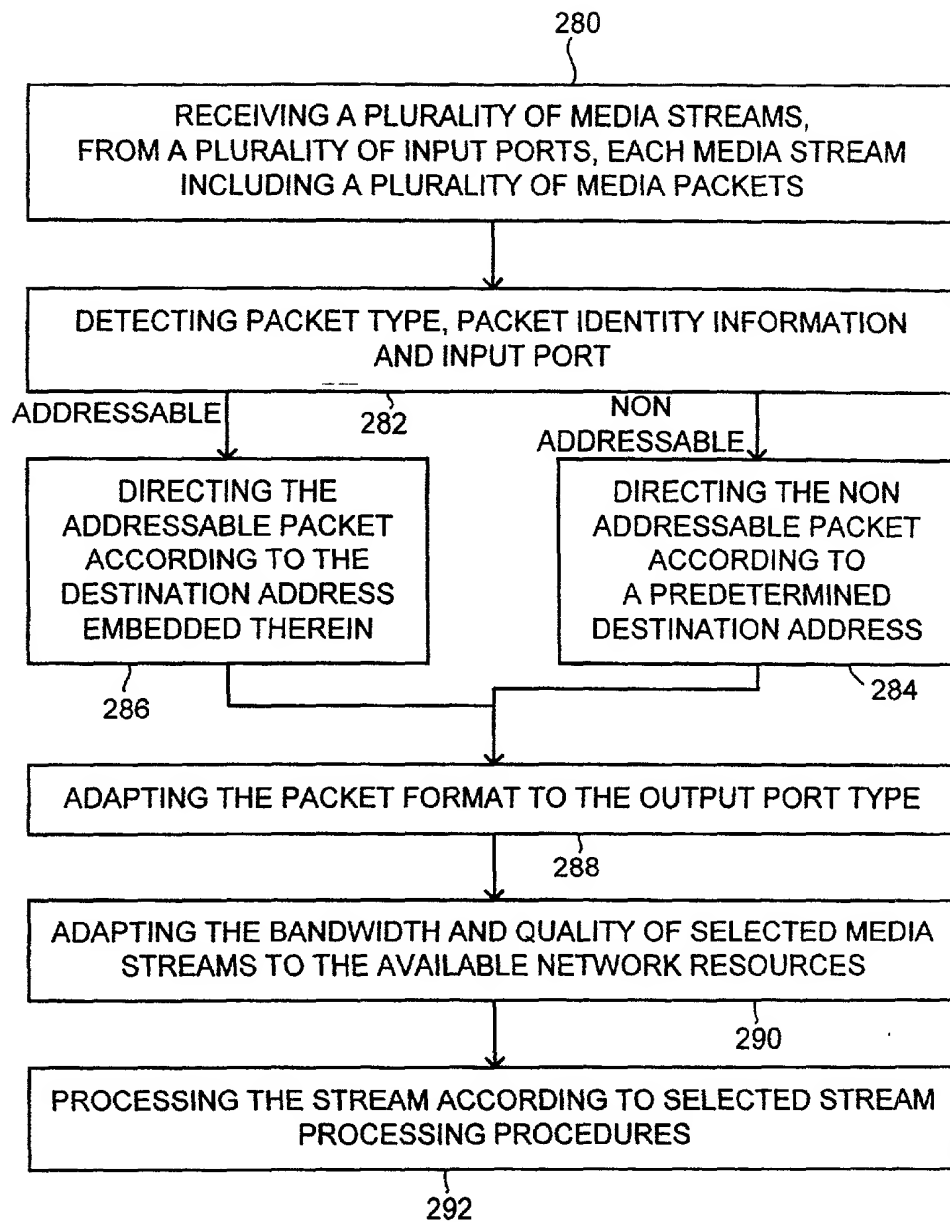 280
RECEIVING A PLURALITY OF MEDIA STREAMS,
FROM A PLURALITY OF INPUT PORTS, EACH MEDIA STREAM
INCLUDING A PLURALITY OF MEDIA PACKETS
DETECTING PACKET TYPE, PACKET IDENTITY INFORMATION
AND INPUT PORT
282
ADDRESSABLE
NON
ADDRESSABLE
DIRECTING THE
ADDRESSABLE PACKET
ACCORDING TO THE
DESTINATION ADDRESS
EMBEDDED THEREIN
286
DIRECTING THE NON
ADDRESSABLE PACKET
ACCORDING TO
A PREDETERMINED
DESTINATION ADDRESS
284
ADAPTING THE PACKET FORMAT TO THE OUTPUT PORT TYPE
288
ADAPTING THE BANDWIDTH AND QUALITY OF SELECTED MEDIA
STREAMS TO THE AVAILABLE NETWORK RESOURCES
290
PROCESSING THE STREAM ACCORDING TO SELECTED STREAM
PROCESSING PROCEDURES
292